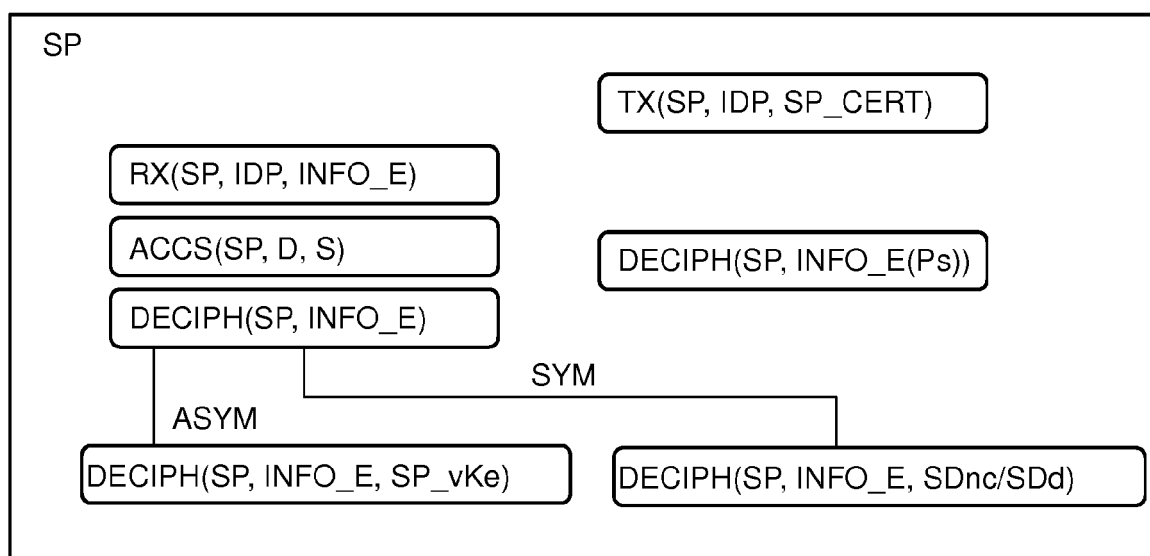 SP
TX(SP, IDP, SP_CERT)
RX(SP, IDP, INFO_E)
ACCS(SP, D, S)
DECIPH(SP, INFO_E(Ps))
DECIPH(SP, INFO_E)
SYM
ASYM
DECIPH(SP, INFO_E, SP_vKe)
DECIPH(SP, INFO_E, SDnc/SDd)